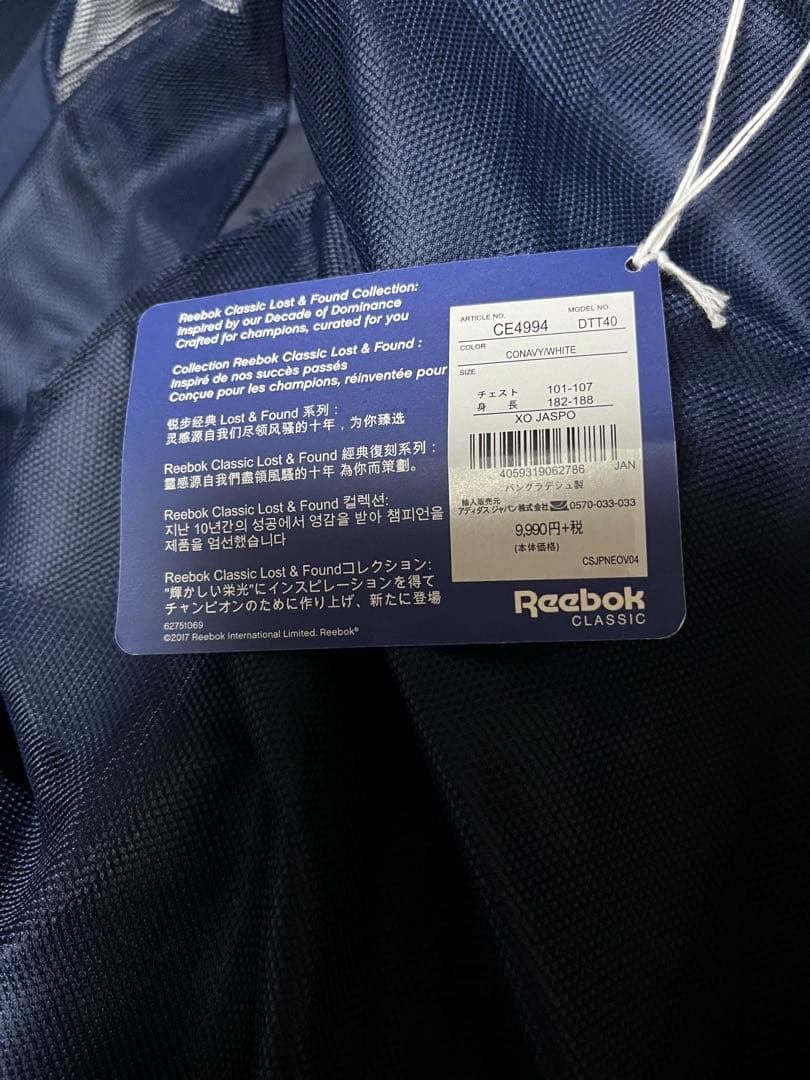 Reebok Classic Lost & Found Collection:
Inspired by our Decade of Dominance
Crafted for champions, curated for you
Collection Reebok Classic Lost & Found :
Inspiré de nos succès passés
Conçue pour les champions, réinventée pour
锐步经典 Lost & Found 系列：
灵感源自我们尽领风骚的十年，为你臻选
Reebok Classic Lost & Found 經典復刻系列：
靈感源自我們盡領風騷的十年 為你而策劃。
Reebok Classic Lost & Found 컬렉션:
지난 10년간의 성공에서 영감을 받아 챔피언을
제품을 엄선했습니다
Reebok Classic Lost & Foundコレクション:
"輝かしい栄光"にインスピレーションを得て
チャンピオンのために作り上げ、新たに登場
62751069
©2017 Reebok International Limited. Reebok®
ARTICLE NO. MODEL NO.
CE4994 DTT40
COLOR
CONAVY/WHITE
SIZE
チェスト 101-107
身 長 182-188
XO JASPO
4059319062786 JAN
バングラデシュ製
輸入販売元
アディダス ジャパン株式会社 0570-033-033
9,990円+税
(本体価格)
CSJPNEOV04
Reebok
CLASSIC